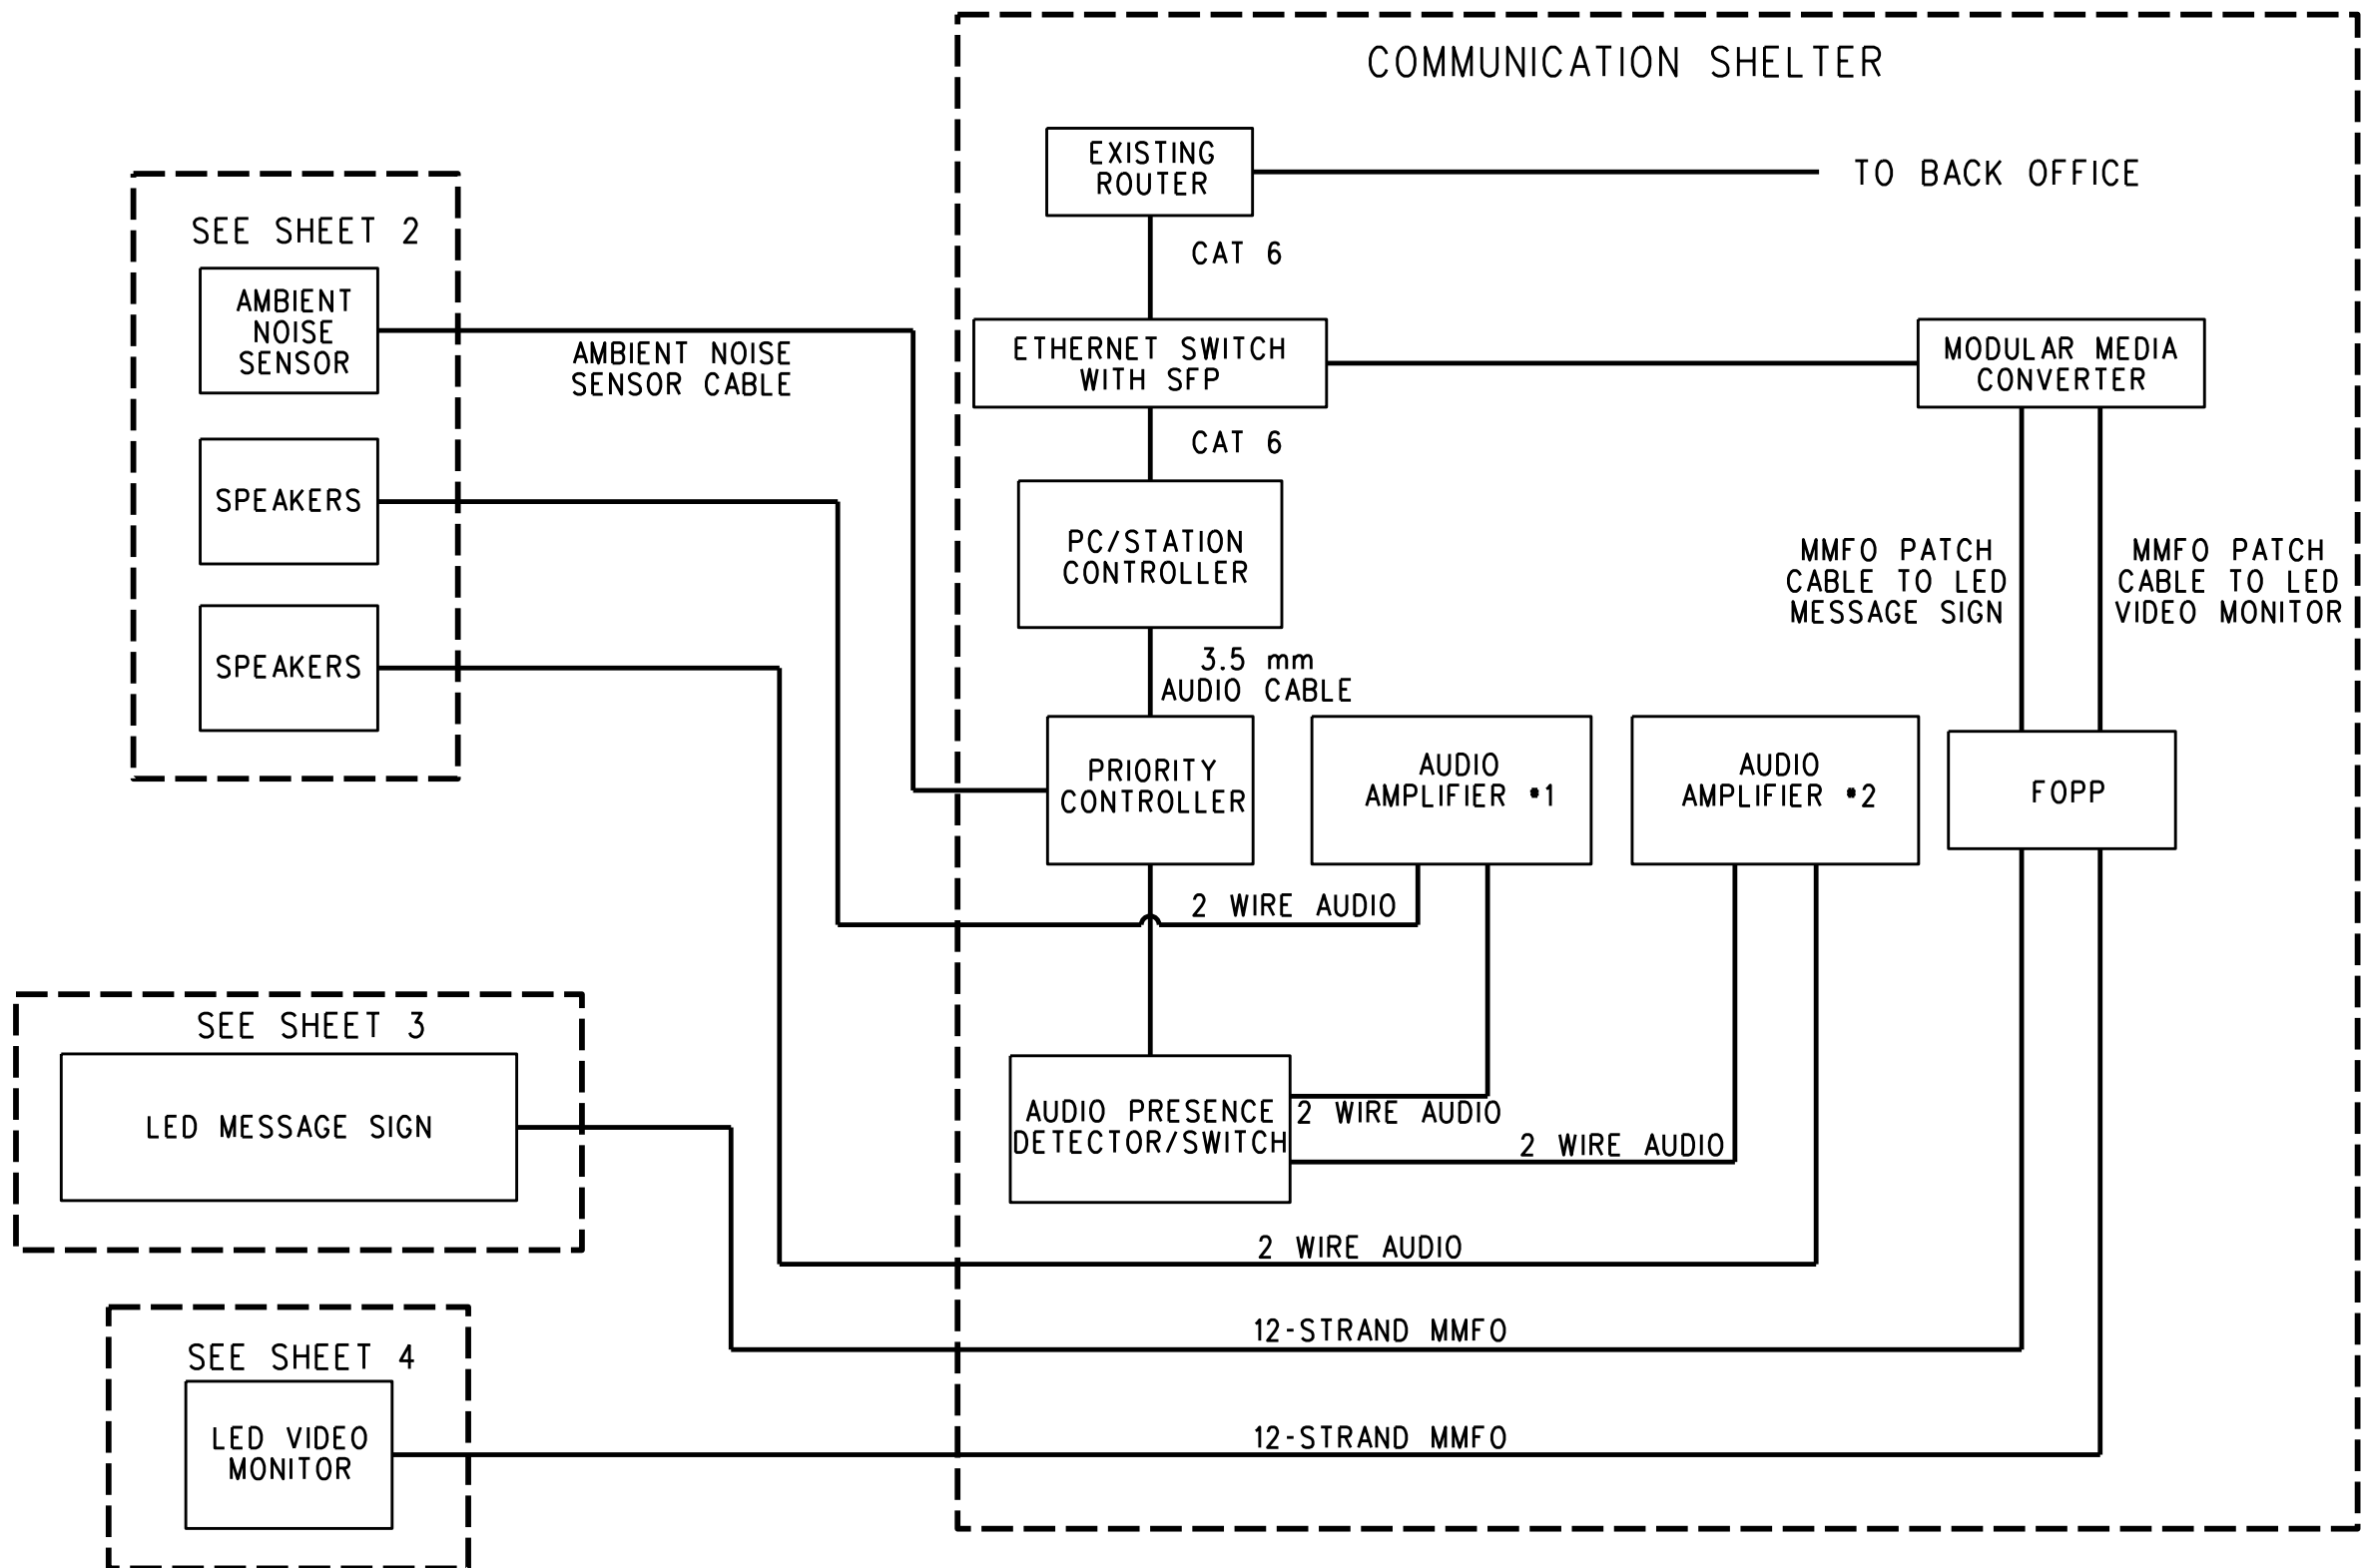 COMMUNICATION SHELTER
EXISTING
ROUTER
TO BACK OFFICE
CAT 6
SEE SHEET 2
AMBIENT
NOISE
SENSOR
AMBIENT NOISE
SENSOR CABLE
ETHERNET SWITCH
WITH SFP
MODULAR MEDIA
CONVERTER
CAT 6
SPEAKERS
PC/STATION
CONTROLLER
MMFO PATCH
CABLE TO LED
MESSAGE SIGN
MMFO PATCH
CABLE TO LED
VIDEO MONITOR
SPEAKERS
3.5 mm
AUDIO CABLE
PRIORITY
CONTROLLER
AUDIO
AMPLIFIER #1
AUDIO
AMPLIFIER #2
FOPP
2 WIRE AUDIO
SEE SHEET 3
LED MESSAGE SIGN
AUDIO PRESENCE
DETECTOR/SWITCH
2 WIRE AUDIO
2 WIRE AUDIO
2 WIRE AUDIO
12-STRAND MMFO
SEE SHEET 4
LED VIDEO
MONITOR
12-STRAND MMFO